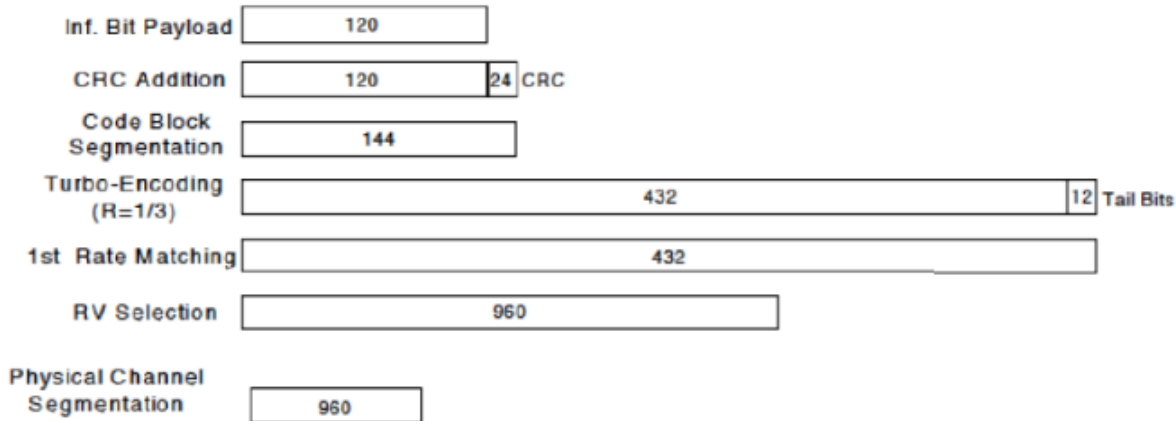 Inf. Bit Payload 120
CRC Addition 120 24 CRC
Code Block
Segmentation 144
Turbo-Encoding
(R=1/3) 432 12 Tail Bits
1st Rate Matching 432
RV Selection 960
Physical Channel
Segmentation 960